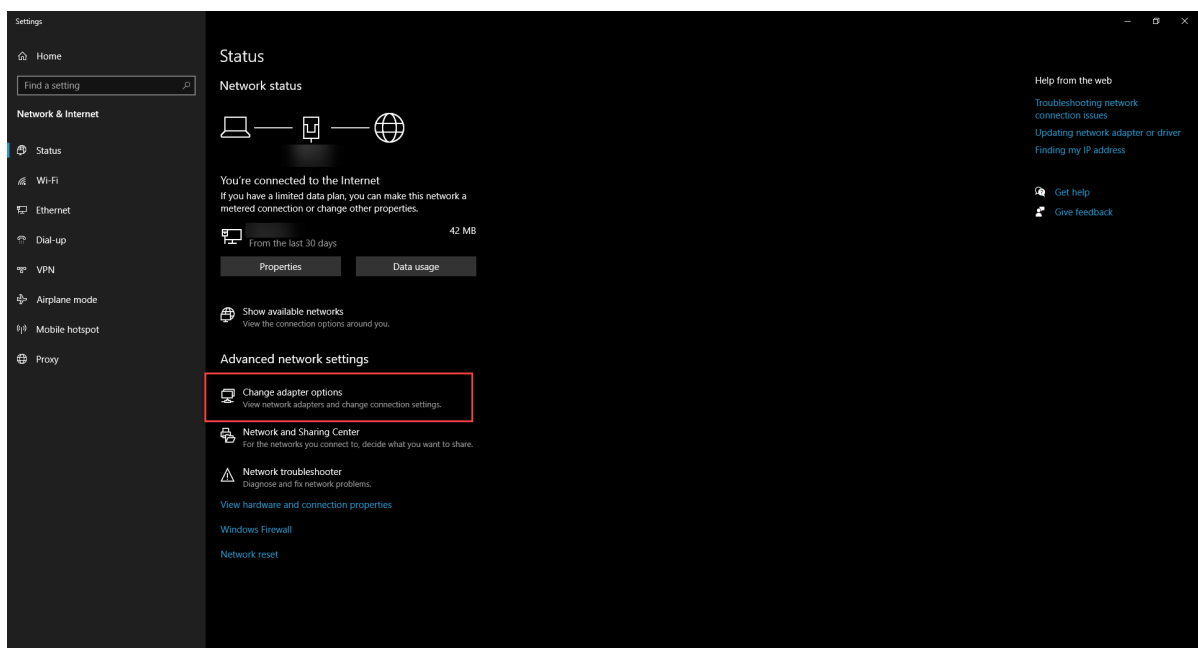 Settings
Home
Find a setting
Network & Internet
Status
Wi-Fi
Ethernet
Dial-up
VPN
Airplane mode
Mobile hotspot
Proxy
Status
Network status
You're connected to the Internet
If you have a limited data plan, you can make this network a
metered connection or change other properties.
42 MB
From the last 30 days
Properties
Data usage
Show available networks
View the connection options around you.
Advanced network settings
Change adapter options
View network adapters and change connection settings.
Network and Sharing Center
For the networks you connect to, decide what you want to share.
Network troubleshooter
Diagnose and fix network problems.
View hardware and connection properties
Windows Firewall
Network reset
Help from the web
Troubleshooting network
connection issues
Updating network adapter or driver
Finding my IP address
Get help
Give feedback